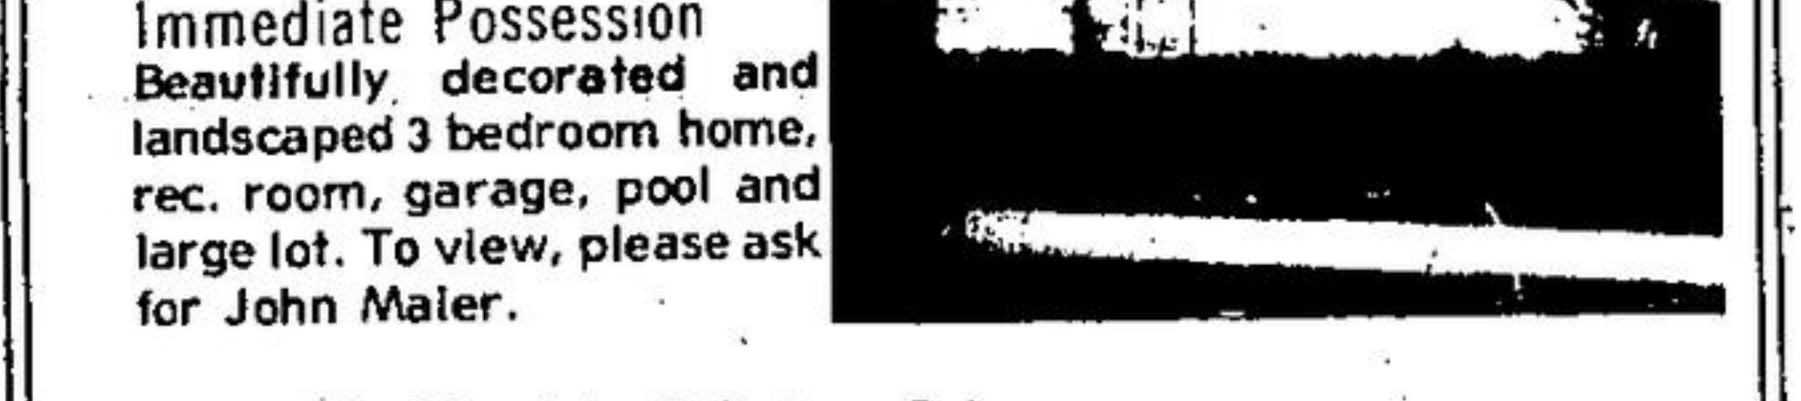 Immediate Possession
Beautifully decorated and
landscaped 3 bedroom home,
rec. room, garage, pool and
large lot. To view, please ask
for John Maier.